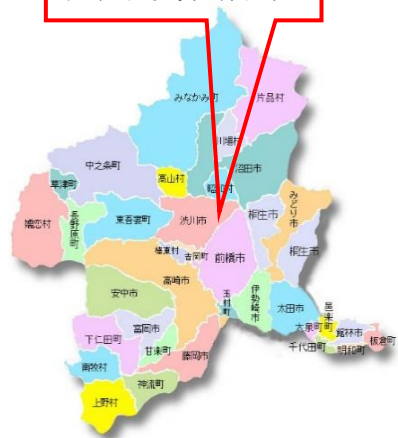 みなかみ町
片品村
川場村
沼田市
中之条町
高山村
昭和村
草津町
みどり市
嬬恋村
長野原町
東吾妻町
渋川市
桐生市
榛東村
吉岡町
前橋市
桐生市
高崎市
安中市
玉村町
伊勢崎市
太田市
邑楽町
富岡市
大泉町
館林市
板倉町
下仁田町
甘楽町
千代田町
明和町
藤岡市
南牧村
神流町
上野村